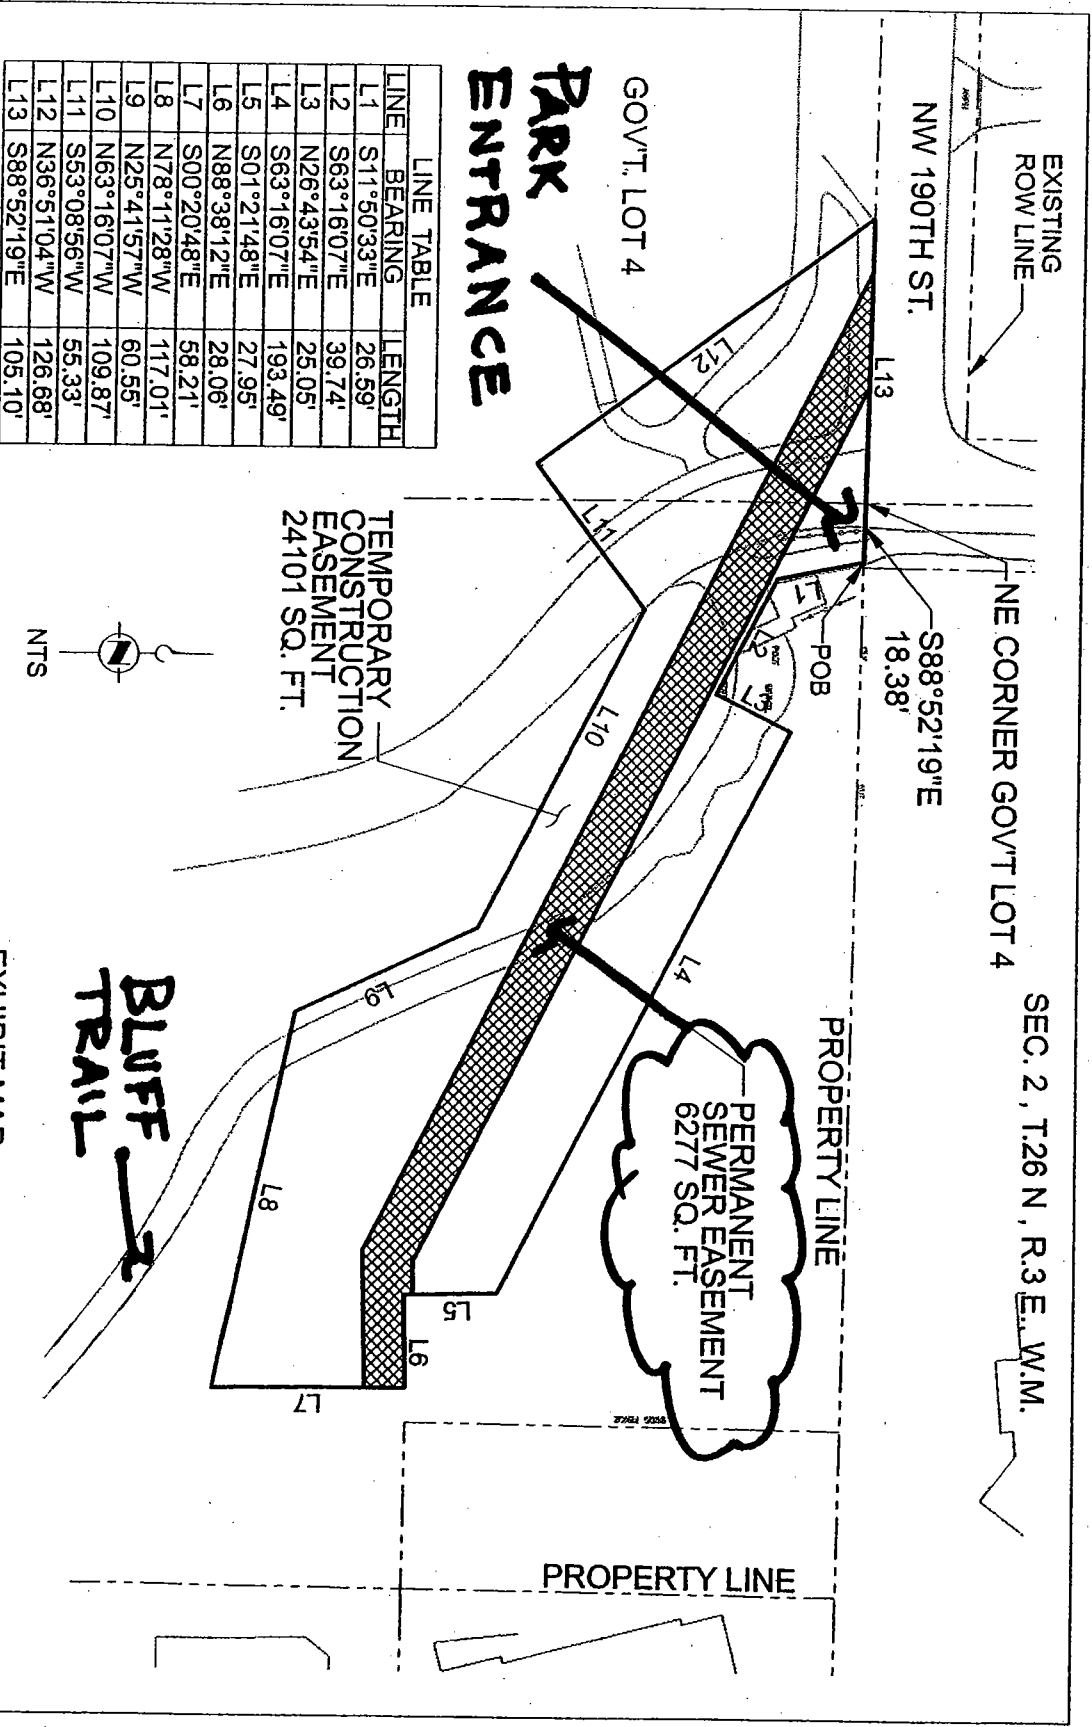 SEC. 2 , T.26 N , R.3 E., W.M.
EXISTING
ROW LINE
NW 190TH ST.
NE CORNER GOV'T LOT 4
S88°52'19"E
18.38'
POB
PROPERTY LINE
GOV'T. LOT 4
PARK
ENTRANCE
L13
L12
L11
L1
L4
L10
L9
L8
L5
L6
L7
PERMANENT
SEWER EASEMENT
6277 SQ. FT.
PROPERTY LINE
TEMPORARY
CONSTRUCTION
EASEMENT
24101 SQ. FT.
BLUFF
TRAIL
N
NTS
LINE TABLE
LINE BEARING LENGTH
L1 S11°50'33"E 26.59'
L2 S63°16'07"E 39.74'
L3 N26°43'54"E 25.05'
L4 S63°16'07"E 193.49'
L5 S01°21'48"E 27.95'
L6 N88°38'12"E 28.06'
L7 S00°20'48"E 58.21'
L8 N78°11'28"W 117.01'
L9 N25°41'57"W 60.55'
L10 N63°16'07"W 109.87'
L11 S53°08'56"W 55.33'
L12 N36°51'04"W 126.68'
L13 S88°52'19"E 105.10'
EXHIBIT MAP